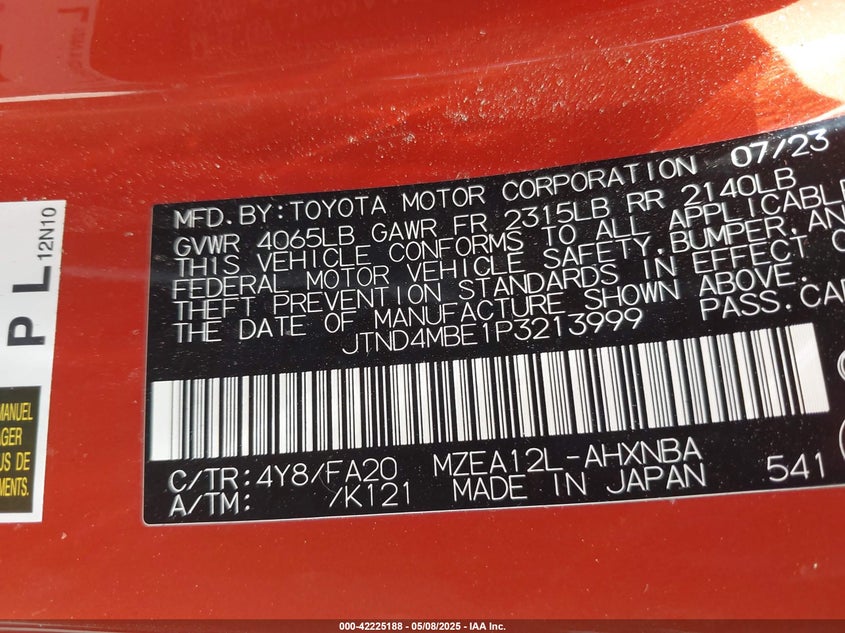 MFD. BY: TOYOTA MOTOR CORPORATION 07/23
GVWR 4065LB GAWR FR 2315LB RR 2140LB
THIS VEHICLE CONFORMS TO ALL APPLICABLE
FEDERAL MOTOR VEHICLE SAFETY, BUMPER, AN
THEFT PREVENTION STANDARDS IN EFFECT O
THE DATE OF MANUFACTURE SHOWN ABOVE.
JTND4MBE1P3213999 PASS. CAR
C/TR: 4Y8/FA20 MZEA12L-AHXNBA
A/TM: /K121 MADE IN JAPAN 541
P L
12N10
MANUEL
AGER
US DE
LES
000-42225188 - 05/08/2025 - IAA Inc.